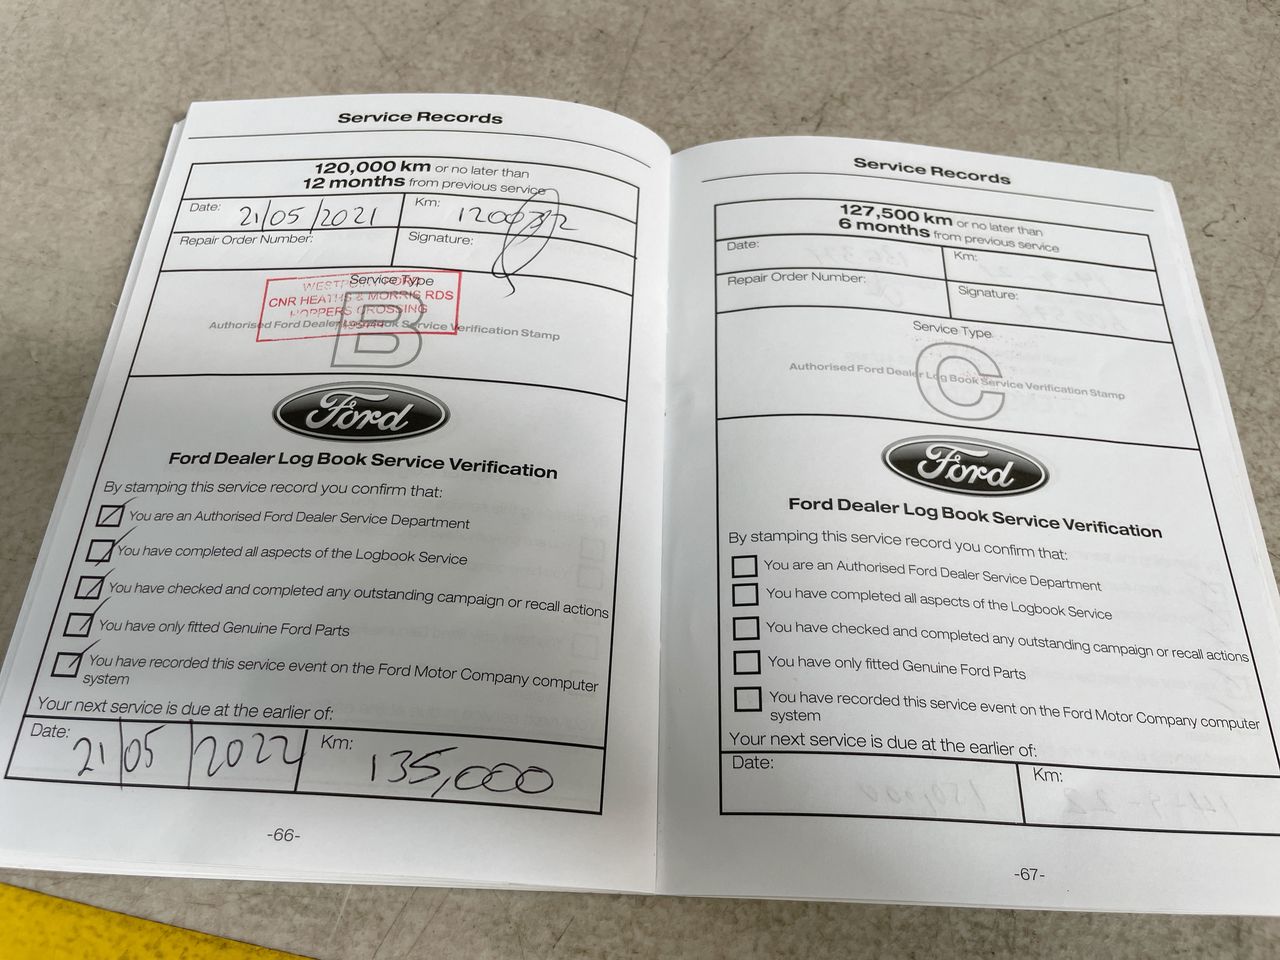 Service Records
120,000 km or no later than
12 months from previous service
Date: 21/05/2021 Km:
Repair Order Number: Signature:
Service Type
CNR HEATHS & MORRIS RDS
HOPPERS CROSSING
B
Authorised Ford Dealer Log Book Service Verification Stamp
Ford
Ford Dealer Log Book Service Verification
By stamping this service record you confirm that:
You are an Authorised Ford Dealer Service Department
You have completed all aspects of the Logbook Service
You have checked and completed any outstanding campaign or recall actions
You have only fitted Genuine Ford Parts
You have recorded this service event on the Ford Motor Company computer
system
Your next service is due at the earlier of:
Date: 21/05/2022 Km: 135,000
-66-
Service Records
127,500 km or no later than
6 months from previous service
Date: Km:
Repair Order Number: Signature:
Service Type
C
Authorised Ford Dealer Log Book Service Verification Stamp
Ford
Ford Dealer Log Book Service Verification
By stamping this service record you confirm that:
You are an Authorised Ford Dealer Service Department
You have completed all aspects of the Logbook Service
You have checked and completed any outstanding campaign or recall actions
You have only fitted Genuine Ford Parts
You have recorded this service event on the Ford Motor Company computer
system
Your next service is due at the earlier of:
Date: Km:
-67-